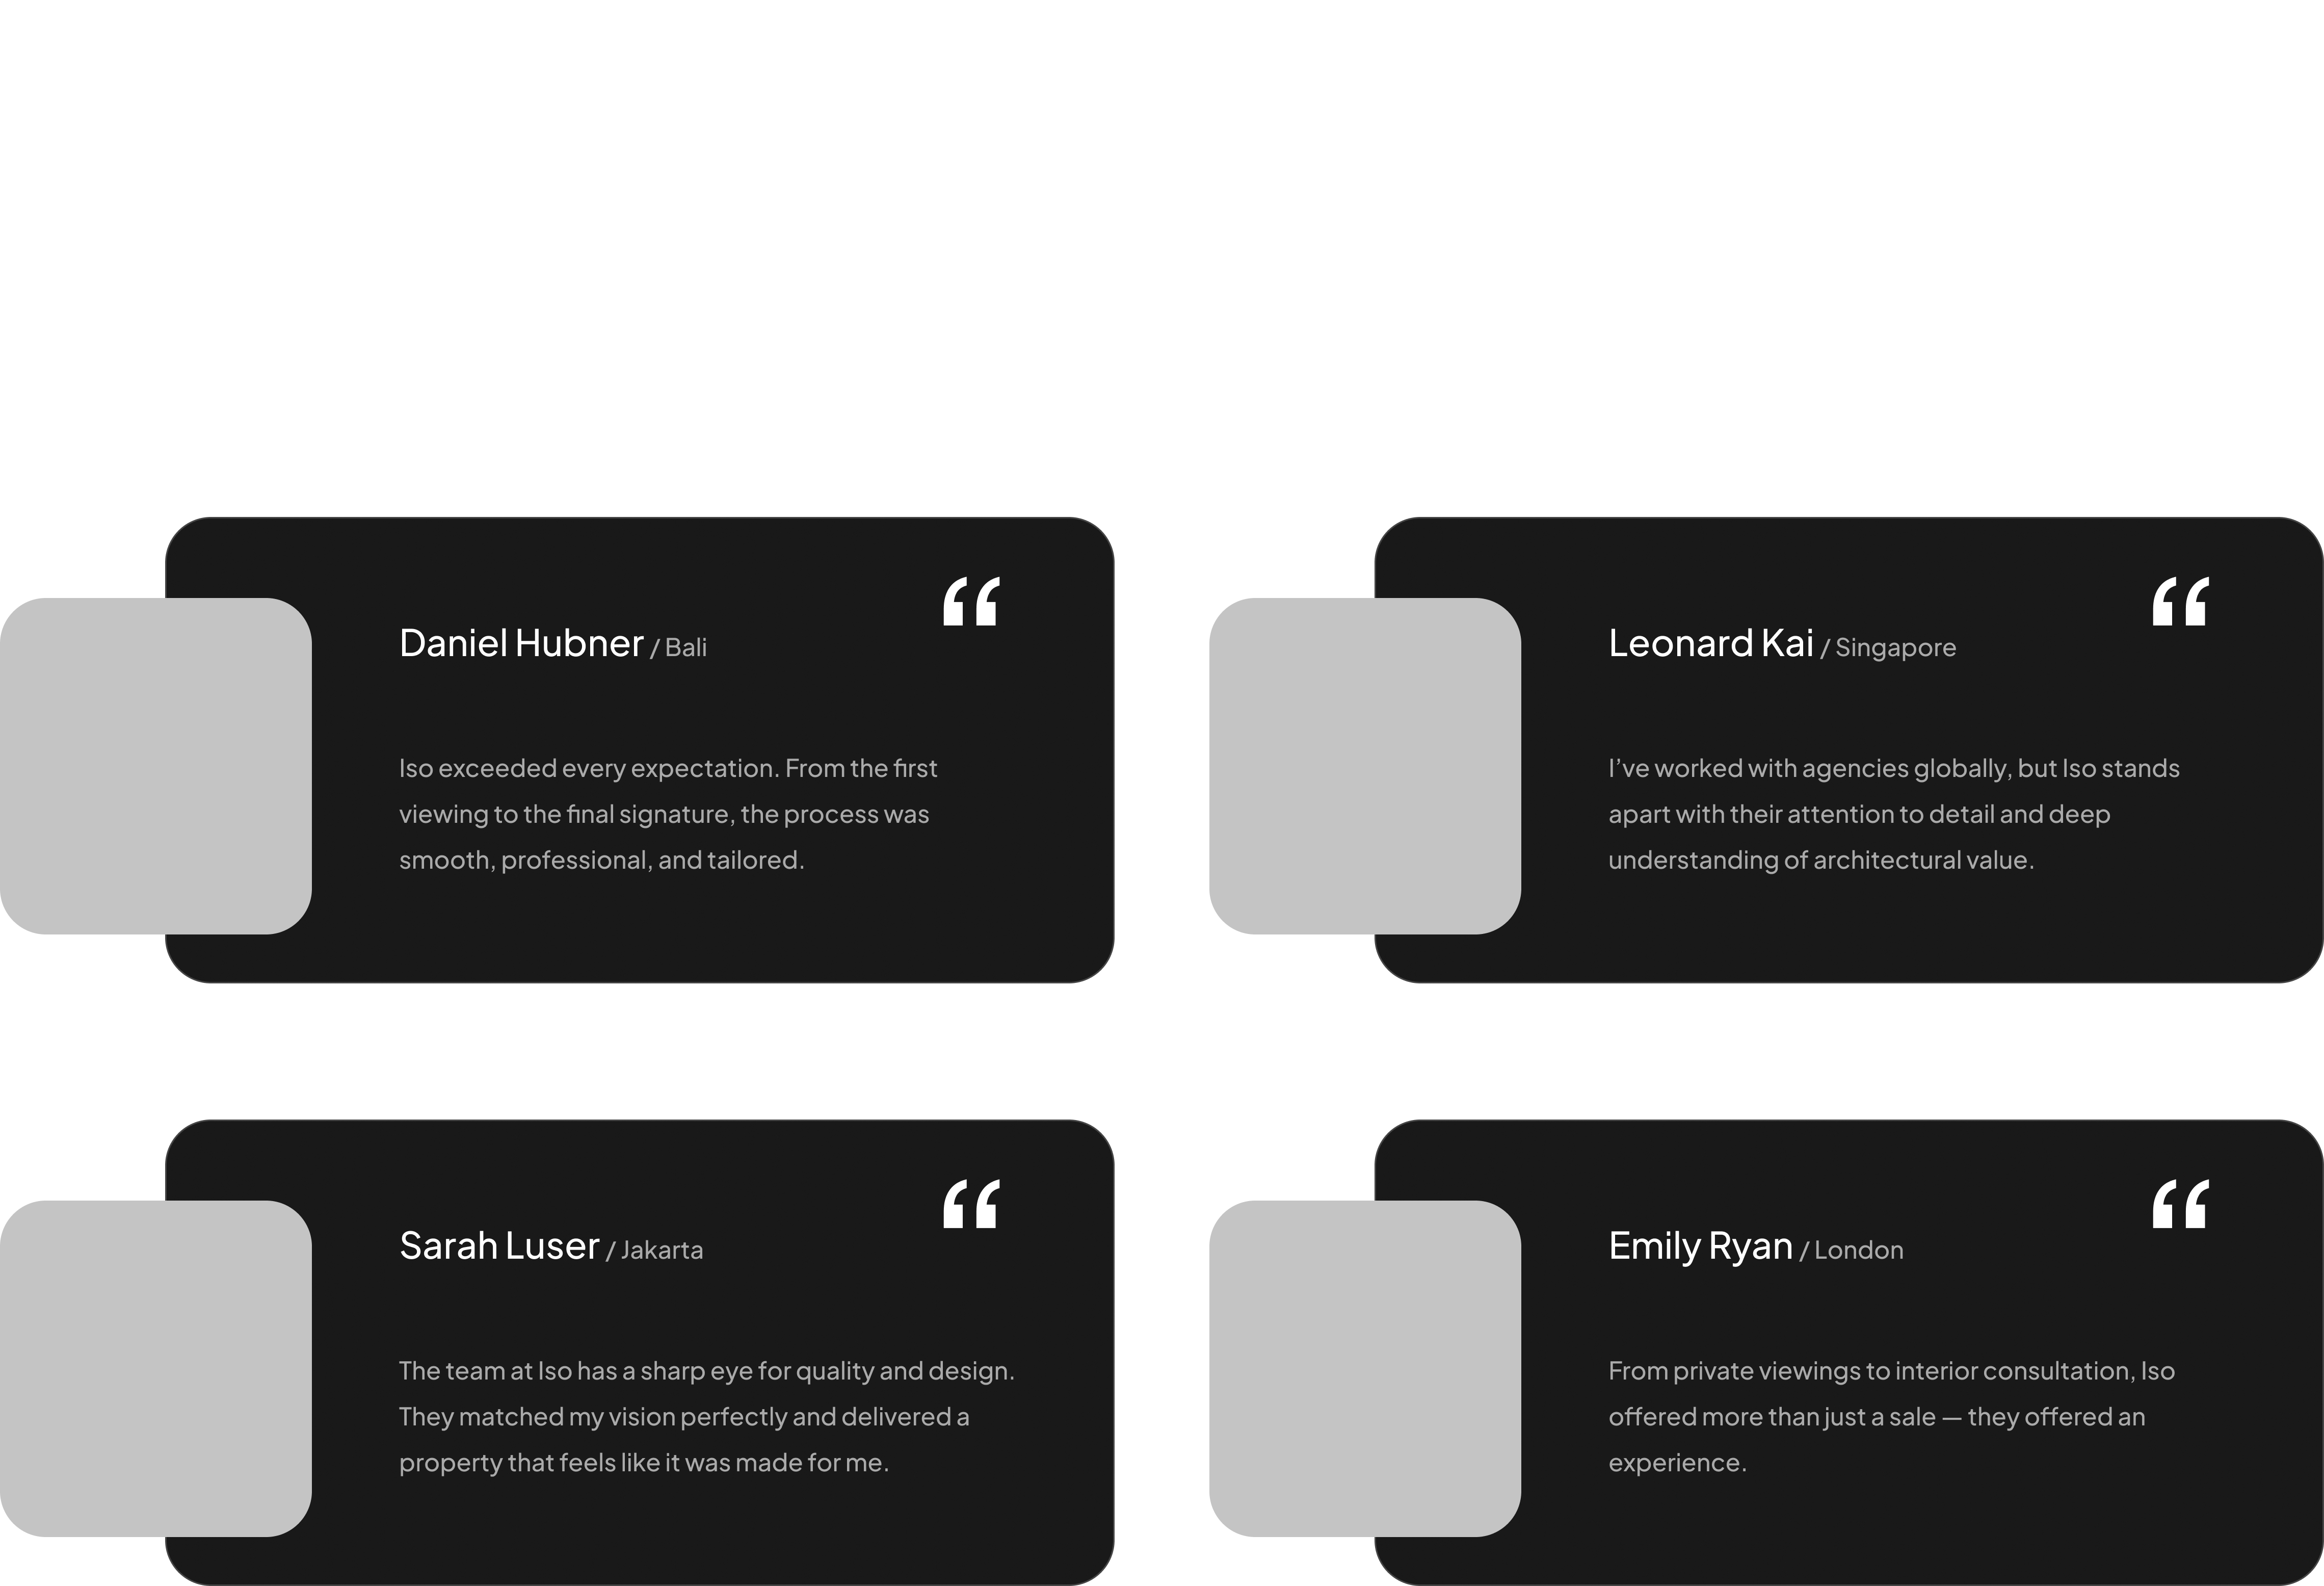 “
Daniel Hubner / Bali
Iso exceeded every expectation. From the first
viewing to the final signature, the process was
smooth, professional, and tailored.
“
Leonard Kai / Singapore
I’ve worked with agencies globally, but Iso stands
apart with their attention to detail and deep
understanding of architectural value.
“
Sarah Luser / Jakarta
The team at Iso has a sharp eye for quality and design.
They matched my vision perfectly and delivered a
property that feels like it was made for me.
“
Emily Ryan / London
From private viewings to interior consultation, Iso
offered more than just a sale — they offered an
experience.